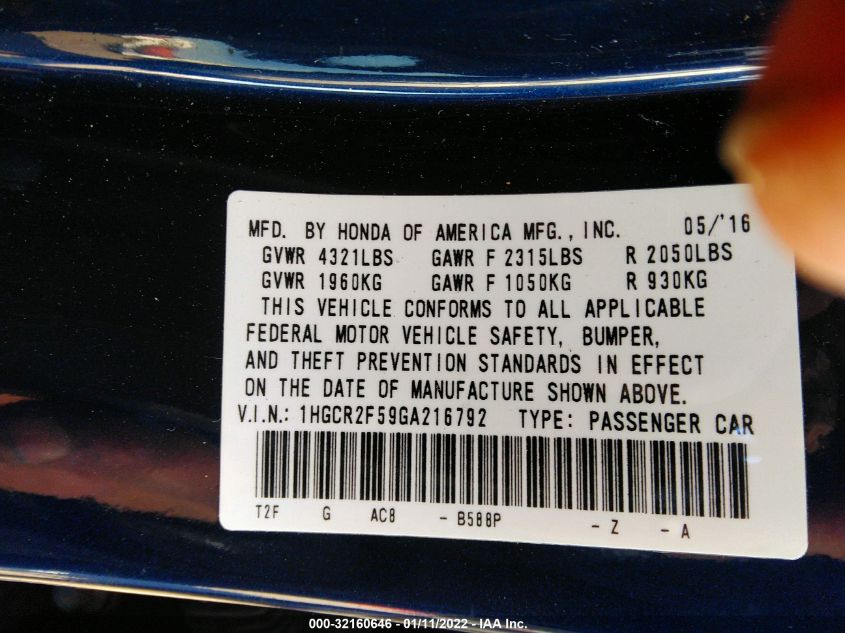 MFD. BY HONDA OF AMERICA MFG., INC. 05/'16
GVWR 4321LBS GAWR F 2315LBS R 2050LBS
GVWR 1960KG GAWR F 1050KG R 930KG
THIS VEHICLE CONFORMS TO ALL APPLICABLE
FEDERAL MOTOR VEHICLE SAFETY, BUMPER,
AND THEFT PREVENTION STANDARDS IN EFFECT
ON THE DATE OF MANUFACTURE SHOWN ABOVE.
V.I.N.: 1HGCR2F59GA216792 TYPE: PASSENGER CAR
T2F G AC8 - B588P - Z - A
000-32160646 - 01/11/2022 - IAA Inc.